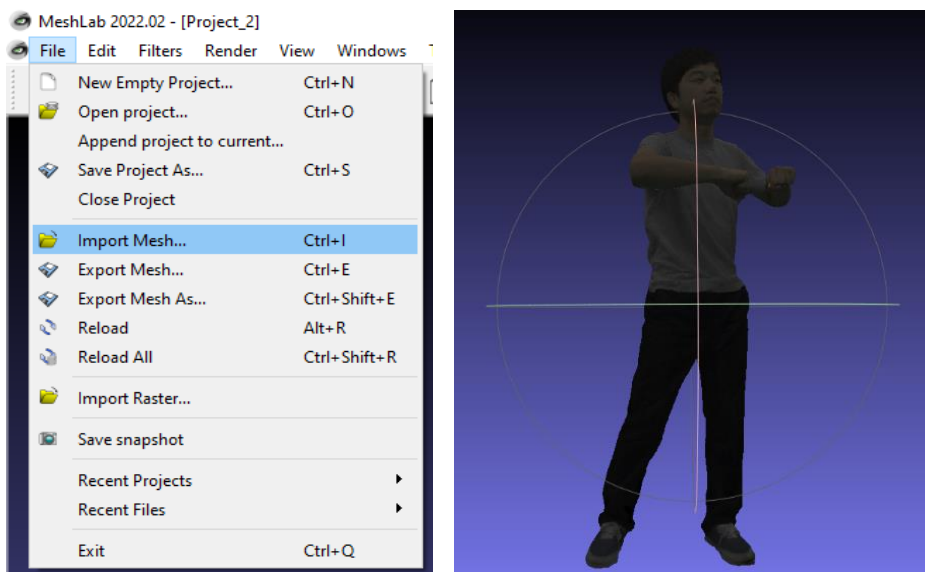 MeshLab 2022.02 - [Project_2]
File Edit Filters Render View Windows
New Empty Project... Ctrl+N
Open project... Ctrl+O
Append project to current...
Save Project As... Ctrl+S
Close Project
Import Mesh... Ctrl+I
Export Mesh... Ctrl+E
Export Mesh As... Ctrl+Shift+E
Reload Alt+R
Reload All Ctrl+Shift+R
Import Raster...
Save snapshot
Recent Projects
Recent Files
Exit Ctrl+Q